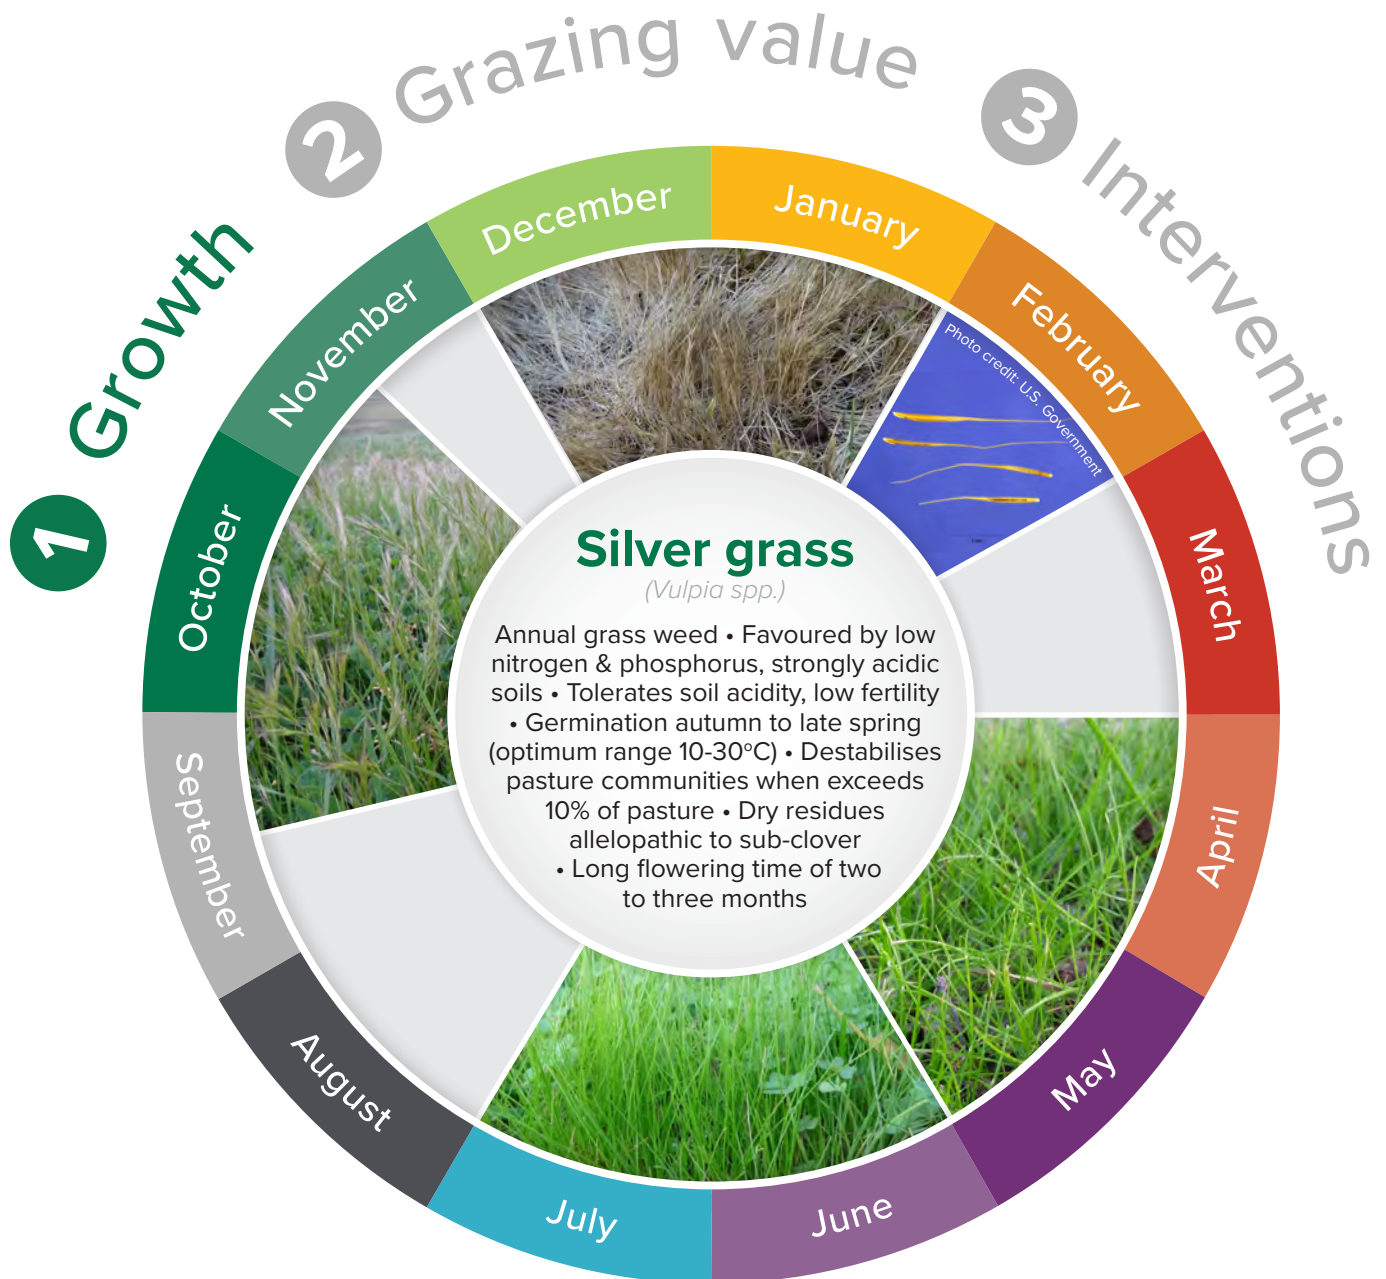 1 Growth
2 Grazing value
3 Interventions
January
February
March
April
May
June
July
August
September
October
November
December
Photo credit: U.S. Government
Silver grass
(Vulpia spp.)
Annual grass weed • Favoured by low
nitrogen & phosphorus, strongly acidic
soils • Tolerates soil acidity, low fertility
• Germination autumn to late spring
(optimum range 10-30°C) • Destabilises
pasture communities when exceeds
10% of pasture • Dry residues
allelopathic to sub-clover
• Long flowering time of two
to three months